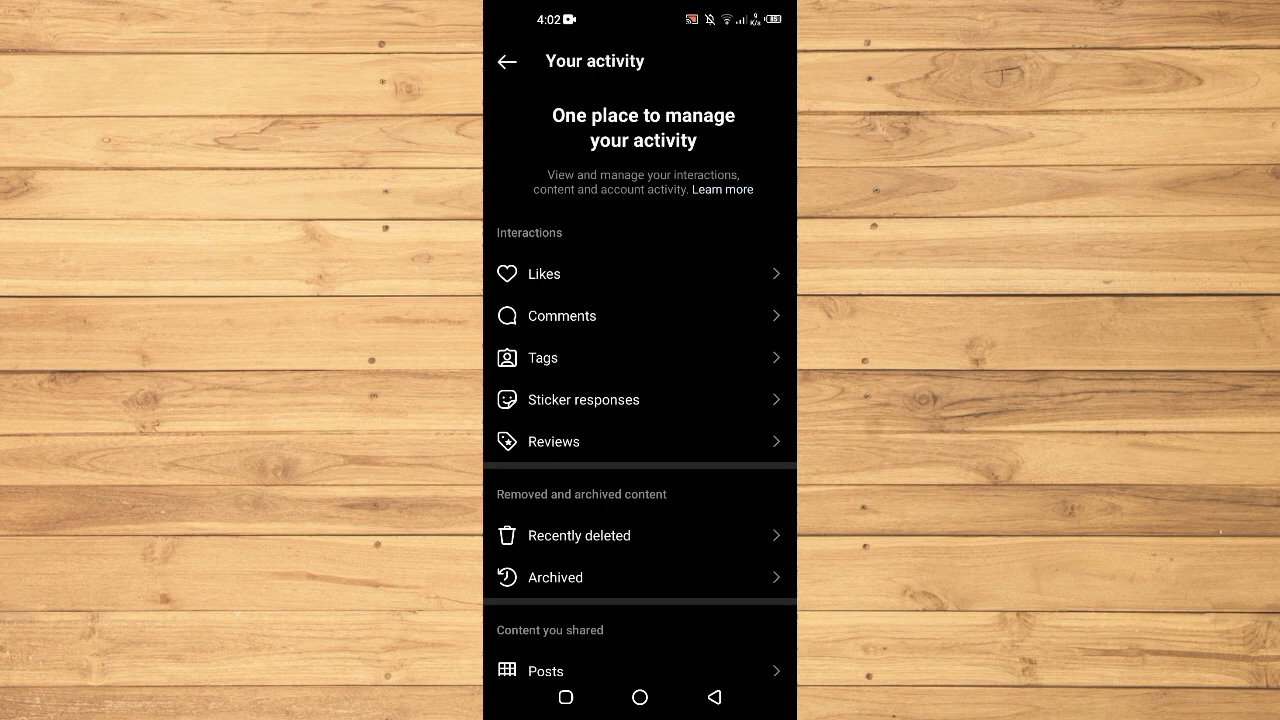 4:02
0
K/s
85
Your activity
One place to manage
your activity
View and manage your interactions,
content and account activity. Learn more
Interactions
Likes
Comments
Tags
Sticker responses
Reviews
Removed and archived content
Recently deleted
Archived
Content you shared
Posts